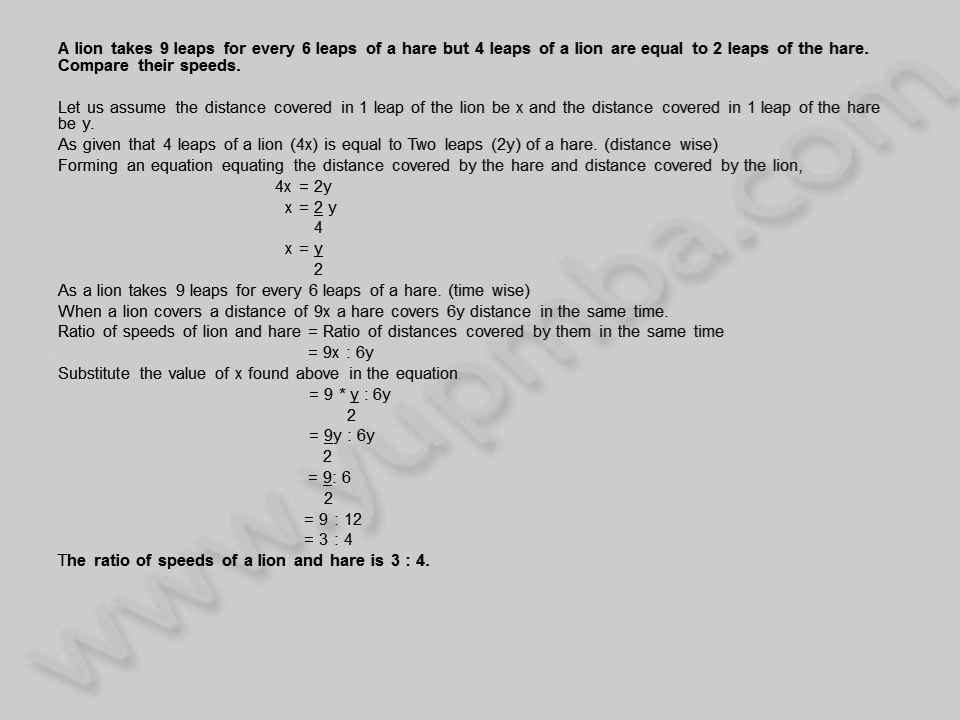 A lion takes 9 leaps for every 6 leaps of a hare but 4 leaps of a lion are equal to 2 leaps of the hare.
Compare their speeds.
Let us assume the distance covered in 1 leap of the lion be x and the distance covered in 1 leap of the hare
be y.
As given that 4 leaps of a lion (4x) is equal to Two leaps (2y) of a hare. (distance wise)
Forming an equation equating the distance covered by the hare and distance covered by the lion,
4x = 2y
x = 2 y
4
x = y
2
As a lion takes 9 leaps for every 6 leaps of a hare. (time wise)
When a lion covers a distance of 9x a hare covers 6y distance in the same time.
Ratio of speeds of lion and hare = Ratio of distances covered by them in the same time
= 9x : 6y
Substitute the value of x found above in the equation
= 9 * y : 6y
2
= 9y : 6y
2
= 9: 6
2
= 9 : 12
= 3 : 4
The ratio of speeds of a lion and hare is 3 : 4.
www.yupmba.com